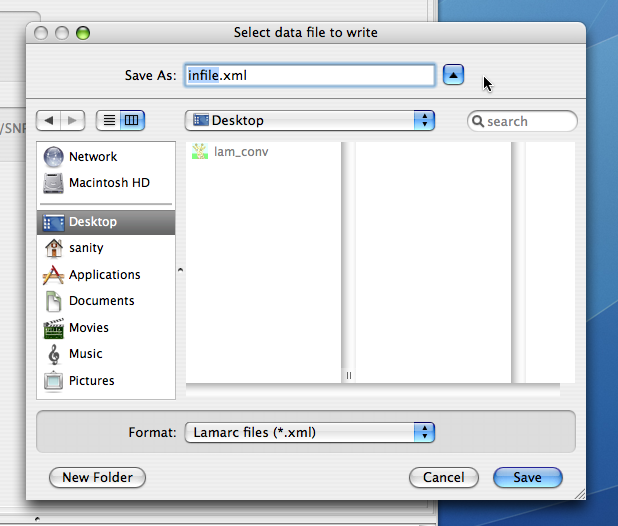 Select data file to write
Save As: infile.xml
/SNP
Desktop
search
Network
Macintosh HD
Desktop
sanity
Applications
Documents
Movies
Music
Pictures
lam_conv
Format: Lamarc files (*.xml)
New Folder
Cancel
Save